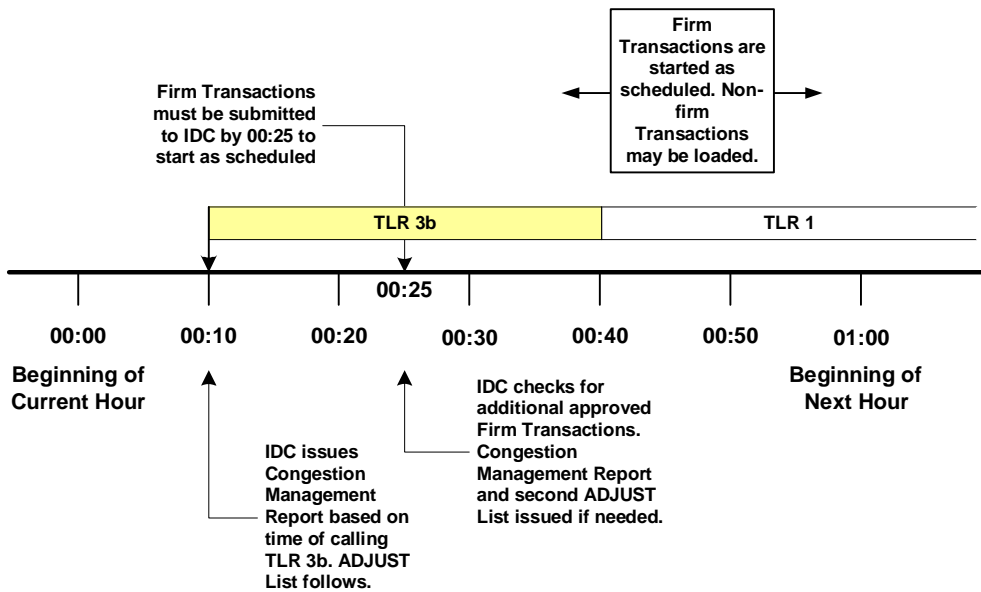 Firm
Transactions are
started as
scheduled. Non-
firm
Transactions
may be loaded.
Firm Transactions
must be submitted
to IDC by 00:25 to
start as scheduled
TLR 3b
TLR 1
00:25
00:00
00:10
00:20
00:30
00:40
00:50
01:00
Beginning of
Current Hour
Beginning of
Next Hour
IDC issues
Congestion
Management
Report based on
time of calling
TLR 3b. ADJUST
List follows.
IDC checks for
additional approved
Firm Transactions.
Congestion
Management Report
and second ADJUST
List issued if needed.